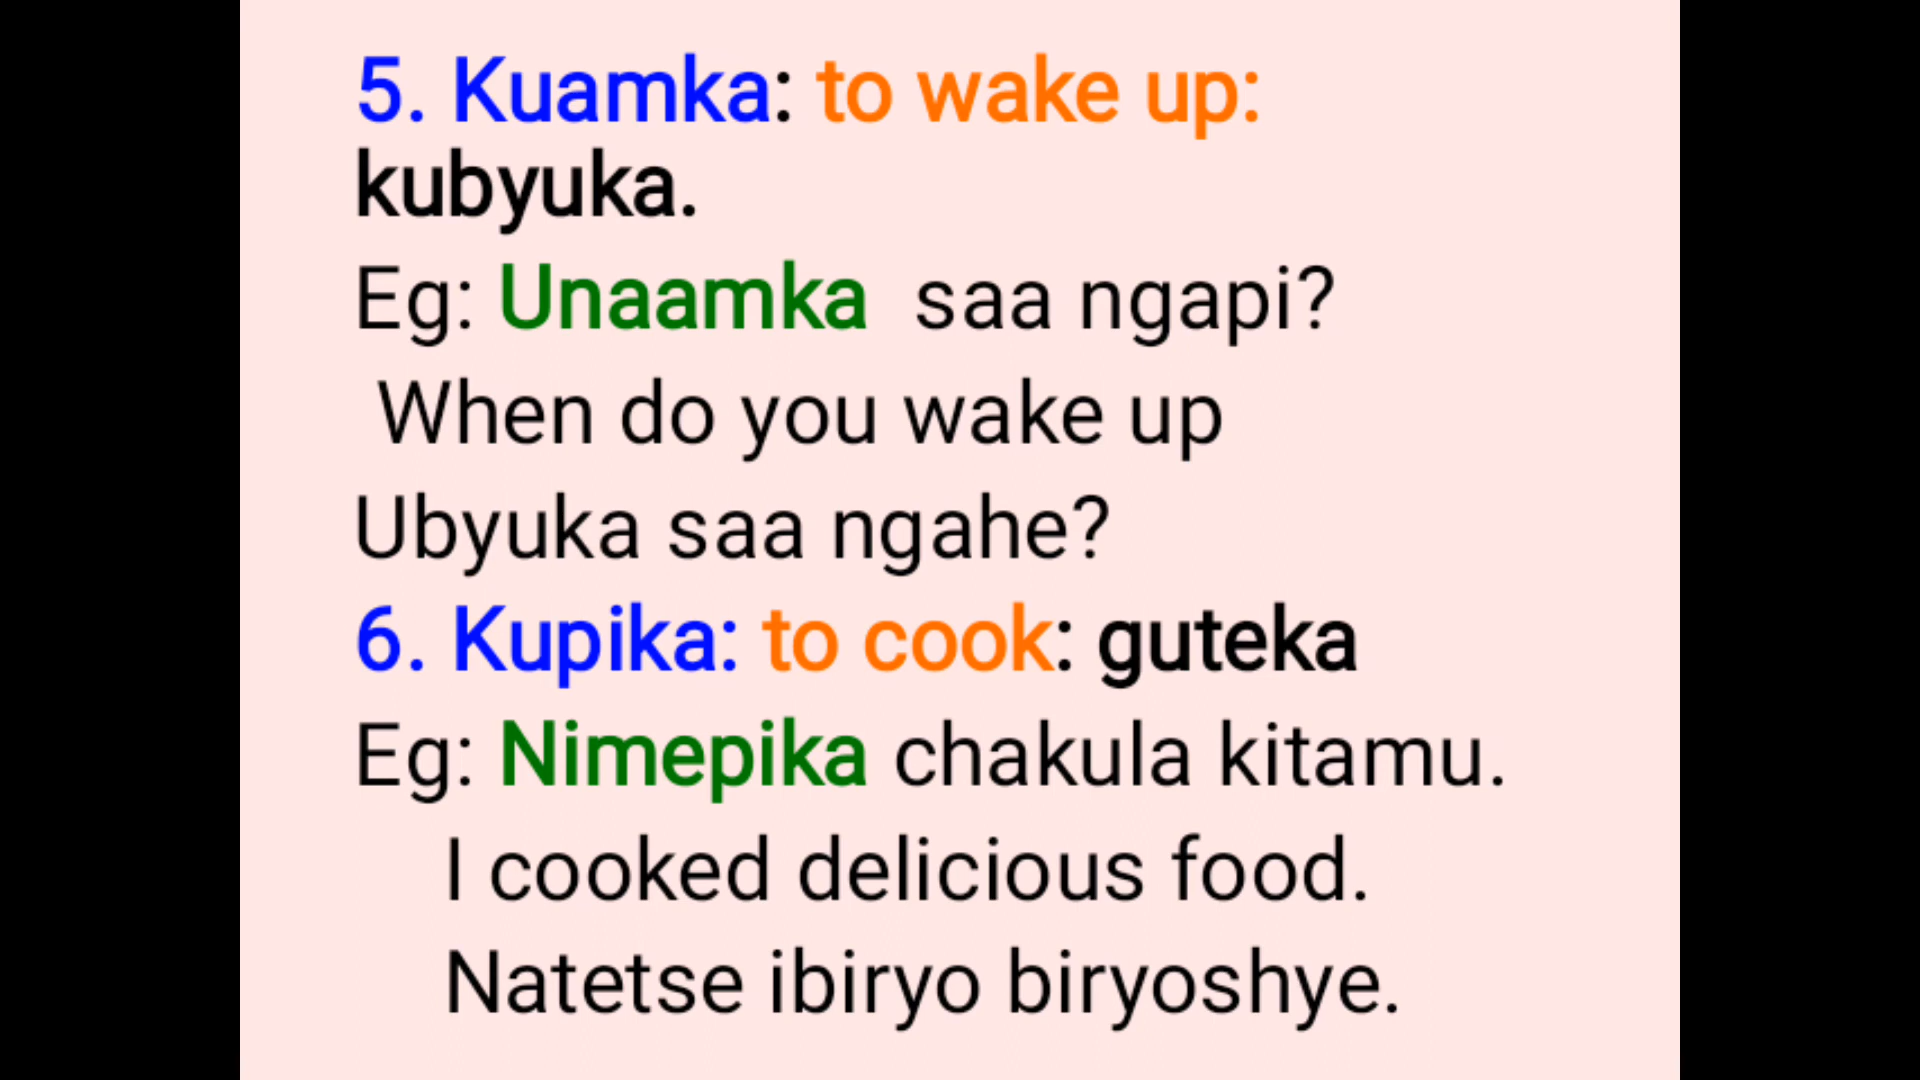 5. Kuamka: to wake up:
kubyuka.
Eg: Unaamka saa ngapi?
When do you wake up
Ubyuka saa ngahe?
6. Kupika: to cook: guteka
Eg: Nimepika chakula kitamu.
I cooked delicious food.
Natetse ibiryo biryoshye.